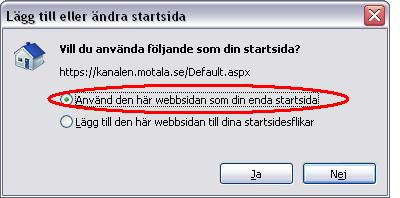 Lägg till eller ändra startsida
Vill du använda följande som din startsida?
https://kanalen.motala.se/Default.aspx
Använd den här webbsidan som din enda startsida
Lägg till den här webbsidan till dina startsidesflikar
Ja
Nej